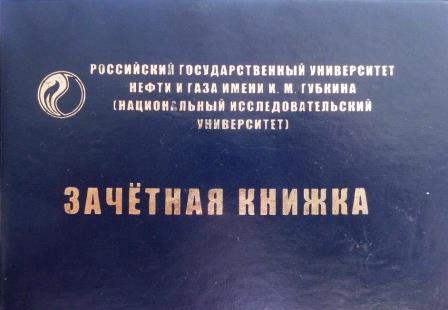 РОССИЙСКИЙ ГОСУДАРСТВЕННЫЙ УНИВЕРСИТЕТ
НЕФТИ И ГАЗА ИМЕНИ И. М. ГУБКИНА
(НАЦИОНАЛЬНЫЙ ИССЛЕДОВАТЕЛЬСКИЙ
УНИВЕРСИТЕТ)
ЗАЧЁТНАЯ КНИЖКА